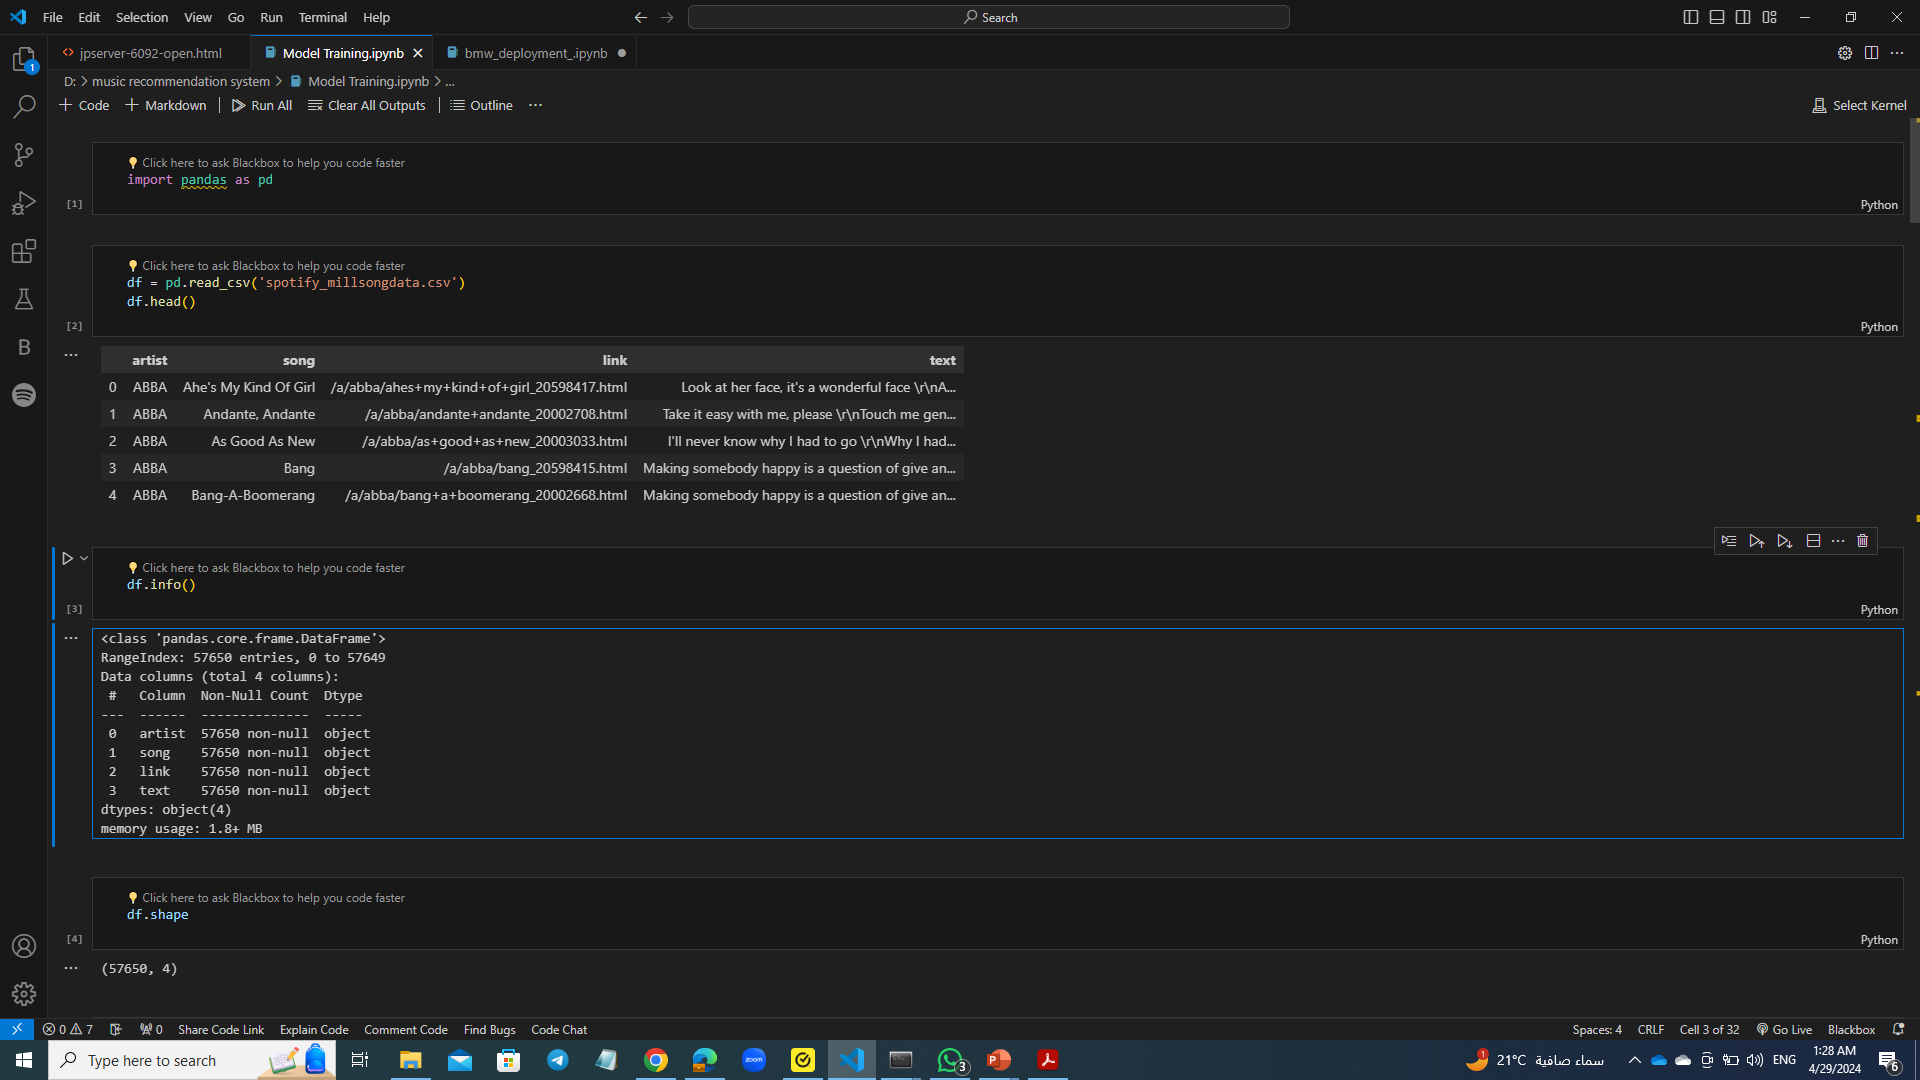 File Edit Selection View Go Run Terminal Help
Search
jpserver-6092-open.html
Model Training.ipynb
bmw_deployment_.ipynb
D: > music recommendation system > Model Training.ipynb > ...
Code
Markdown
Run All
Clear All Outputs
Outline
...
Select Kernel
Click here to ask Blackbox to help you code faster
import pandas as pd
[1]
Python
Click here to ask Blackbox to help you code faster
df = pd.read_csv('spotify_millsongdata.csv')
df.head()
[2]
Python
artist song link text
0 ABBA Ahe's My Kind Of Girl /a/abba/ahes+my+kind+of+girl_20598417.html Look at her face, it's a wonderful face \r\nA...
1 ABBA Andante, Andante /a/abba/andante+andante_20002708.html Take it easy with me, please \r\nTouch me gen...
2 ABBA As Good As New /a/abba/as+good+as+new_20003033.html I'll never know why I had to go \r\nWhy I had...
3 ABBA Bang /a/abba/bang_20598415.html Making somebody happy is a question of give an...
4 ABBA Bang-A-Boomerang /a/abba/bang+a+boomerang_20002668.html Making somebody happy is a question of give an...
Click here to ask Blackbox to help you code faster
df.info()
[3]
Python
<class 'pandas.core.frame.DataFrame'>
RangeIndex: 57650 entries, 0 to 57649
Data columns (total 4 columns):
# Column Non-Null Count Dtype
--- ------ -------------- -----
0 artist 57650 non-null object
1 song 57650 non-null object
2 link 57650 non-null object
3 text 57650 non-null object
dtypes: object(4)
memory usage: 1.8+ MB
Click here to ask Blackbox to help you code faster
df.shape
[4]
Python
(57650, 4)
0 7 0 Share Code Link Explain Code Comment Code Find Bugs Code Chat
Spaces: 4 CRLF Cell 3 of 32 Go Live Blackbox
Type here to search
zoom
3
1
21°C سماء صافية
ENG
1:28 AM
4/29/2024
6